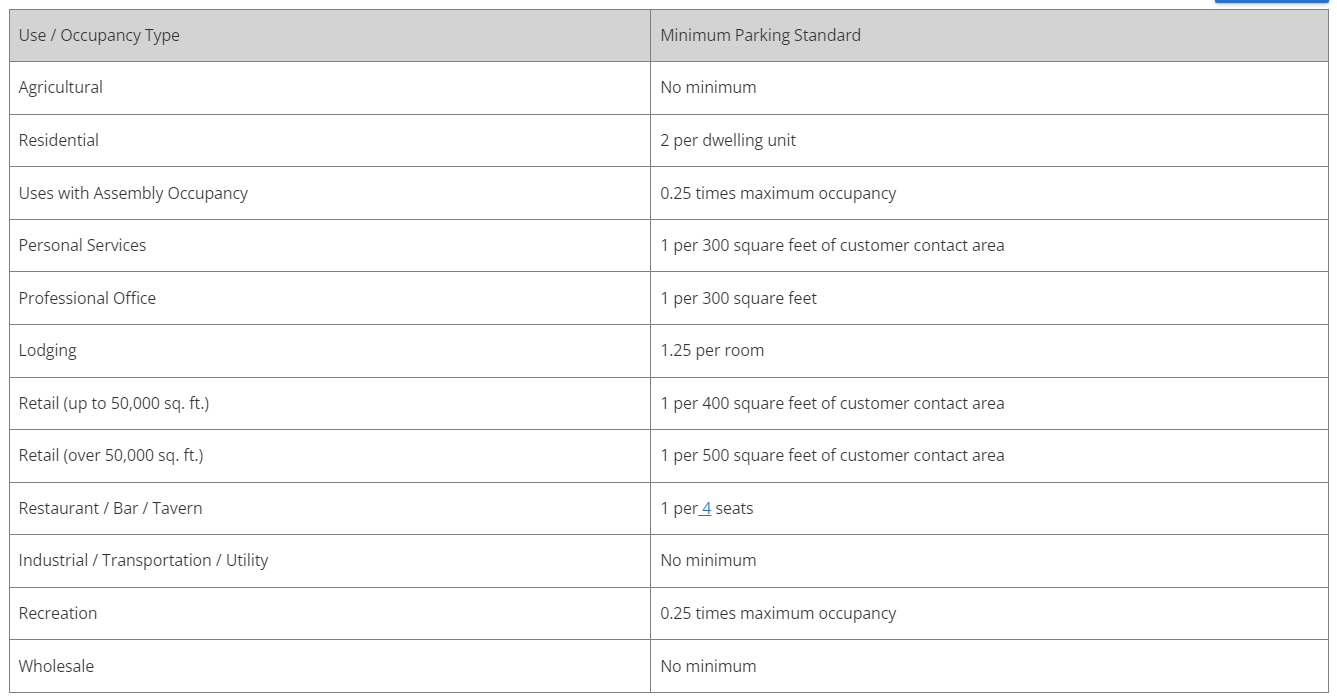 Use / Occupancy Type Minimum Parking Standard
Agricultural No minimum
Residential 2 per dwelling unit
Uses with Assembly Occupancy 0.25 times maximum occupancy
Personal Services 1 per 300 square feet of customer contact area
Professional Office 1 per 300 square feet
Lodging 1.25 per room
Retail (up to 50,000 sq. ft.) 1 per 400 square feet of customer contact area
Retail (over 50,000 sq. ft.) 1 per 500 square feet of customer contact area
Restaurant / Bar / Tavern 1 per 4 seats
Industrial / Transportation / Utility No minimum
Recreation 0.25 times maximum occupancy
Wholesale No minimum